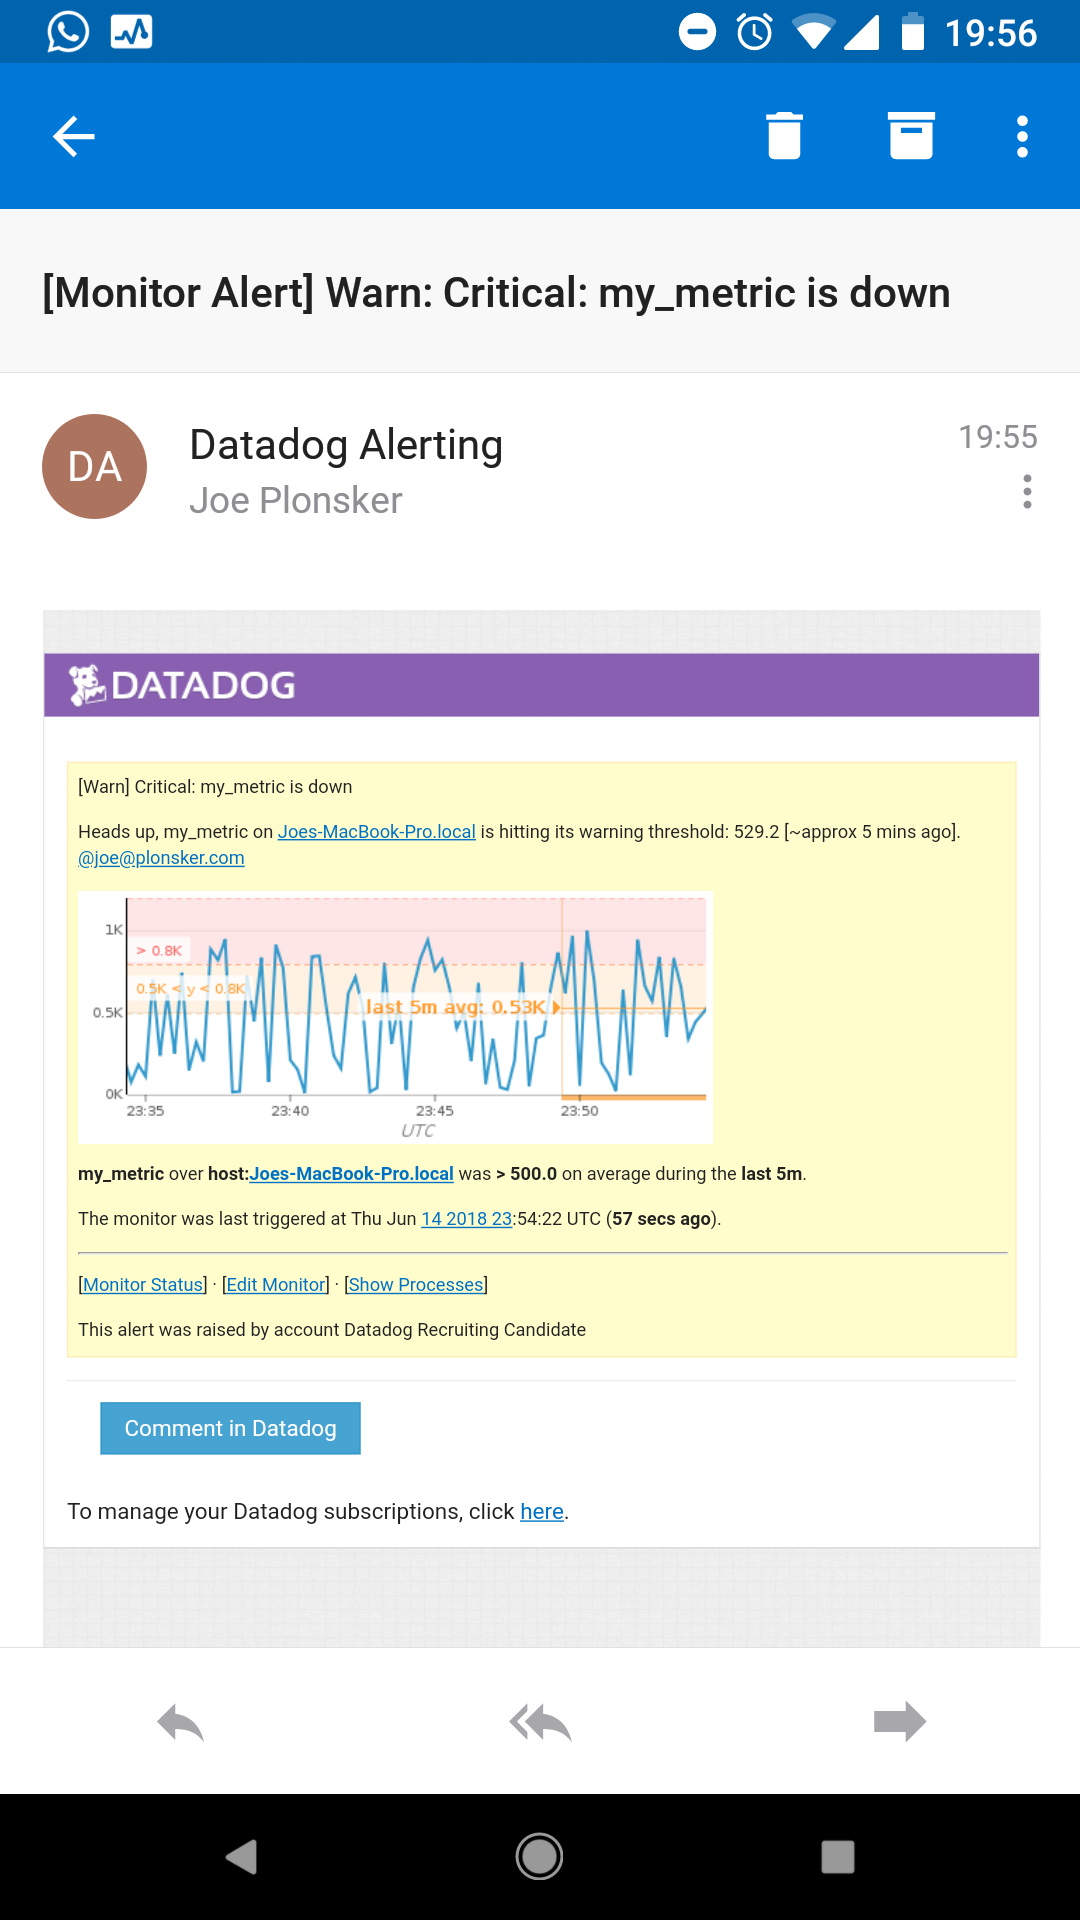 19:56
[Monitor Alert] Warn: Critical: my_metric is down
DA
Datadog Alerting
19:55
Joe Plonsker
DATADOG
[Warn] Critical: my_metric is down
Heads up, my_metric on Joes-MacBook-Pro.local is hitting its warning threshold: 529.2 [~approx 5 mins ago].
@joe@plonsker.com
1K
> 0.8K
0.5K < y < 0.8K
last 5m avg: 0.53K
0.5K
0K
23:35 23:40 23:45 23:50
UTC
my_metric over host:Joes-MacBook-Pro.local was > 500.0 on average during the last 5m.
The monitor was last triggered at Thu Jun 14 2018 23:54:22 UTC (57 secs ago).
[Monitor Status] · [Edit Monitor] · [Show Processes]
This alert was raised by account Datadog Recruiting Candidate
Comment in Datadog
To manage your Datadog subscriptions, click here.